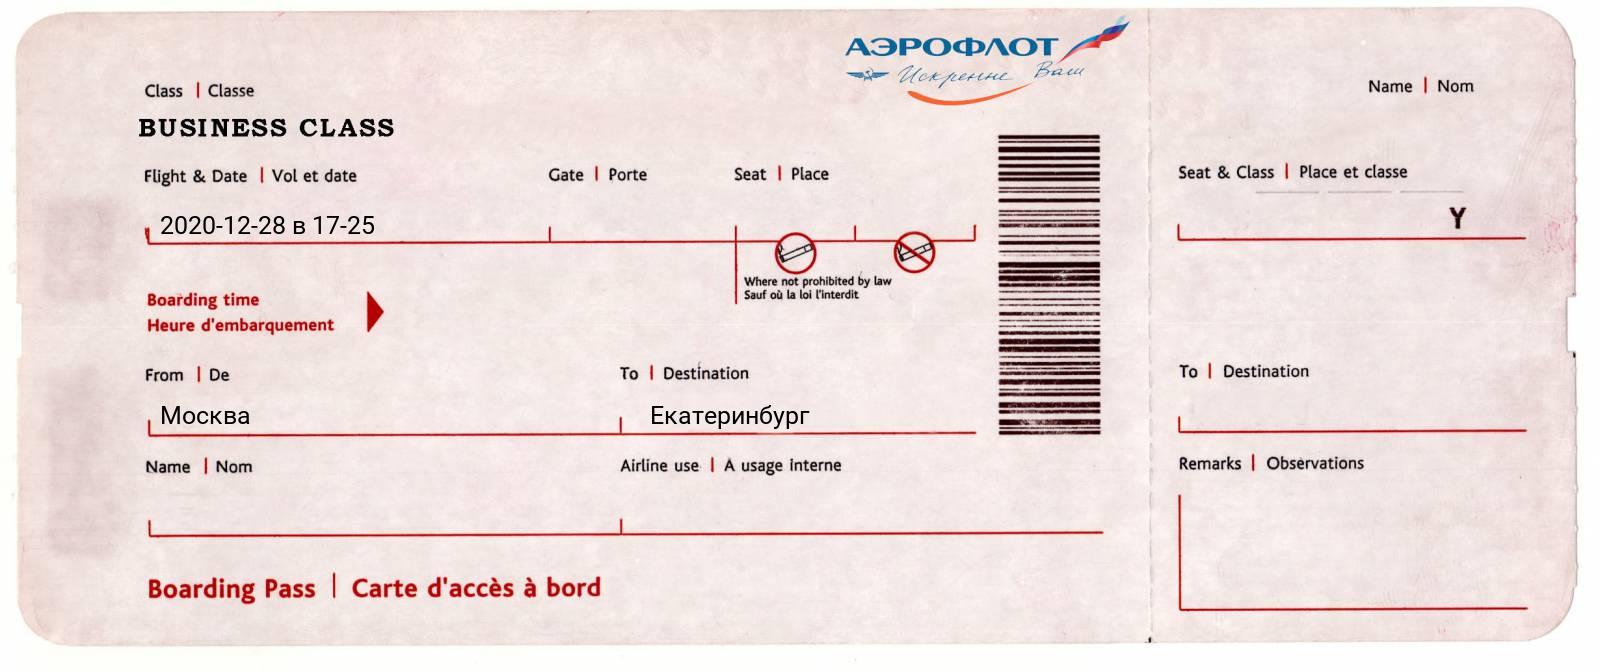 АЭРОФЛОТ
Искренне Ваш
Class | Classe
BUSINESS CLASS
Flight & Date | Vol et date
Gate | Porte
Seat | Place
2020-12-28 в 17-25
Where not prohibited by law
Sauf où la loi l'interdit
Boarding time
Heure d'embarquement
From | De
To | Destination
Москва
Екатеринбург
Name | Nom
Airline use | A usage interne
Boarding Pass | Carte d'accès à bord
Name | Nom
Seat & Class | Place et classe
Y
To | Destination
Remarks | Observations